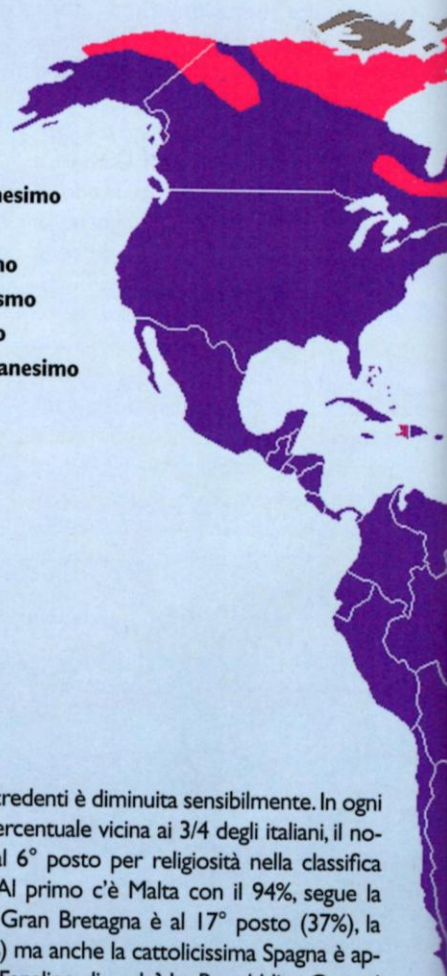 nesimo
no
smo
o
anesimo
credenti è diminuita sensibilmente. In ogni
ercentuale vicina ai 3/4 degli italiani, il no-
al 6° posto per religiosità nella classifica
Al primo c'è Malta con il 94%, segue la
Gran Bretagna è al 17° posto (37%), la
) ma anche la cattolicissima Spagna è ap-